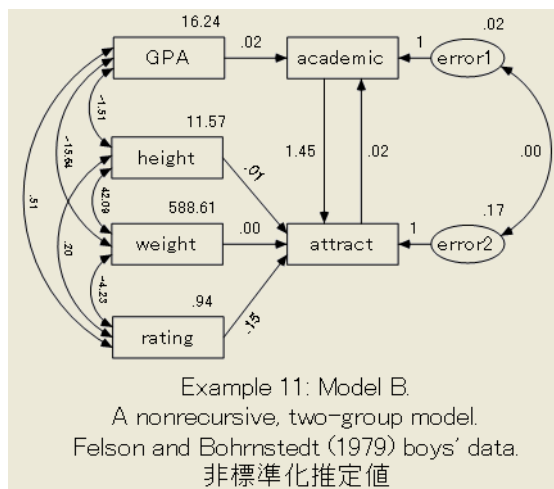 16.24
.02
GPA
.02
academic
1
error1
-1.51
11.57
-15.64
height
1.45
.02
.00
.51
-.01
42.09
588.61
.17
weight
.00
attract
1
error2
.20
-4.23
.94
rating
.15
Example 11: Model B.
A nonrecursive, two-group model.
Felson and Bohrnstedt (1979) boys' data.
非標準化推定値